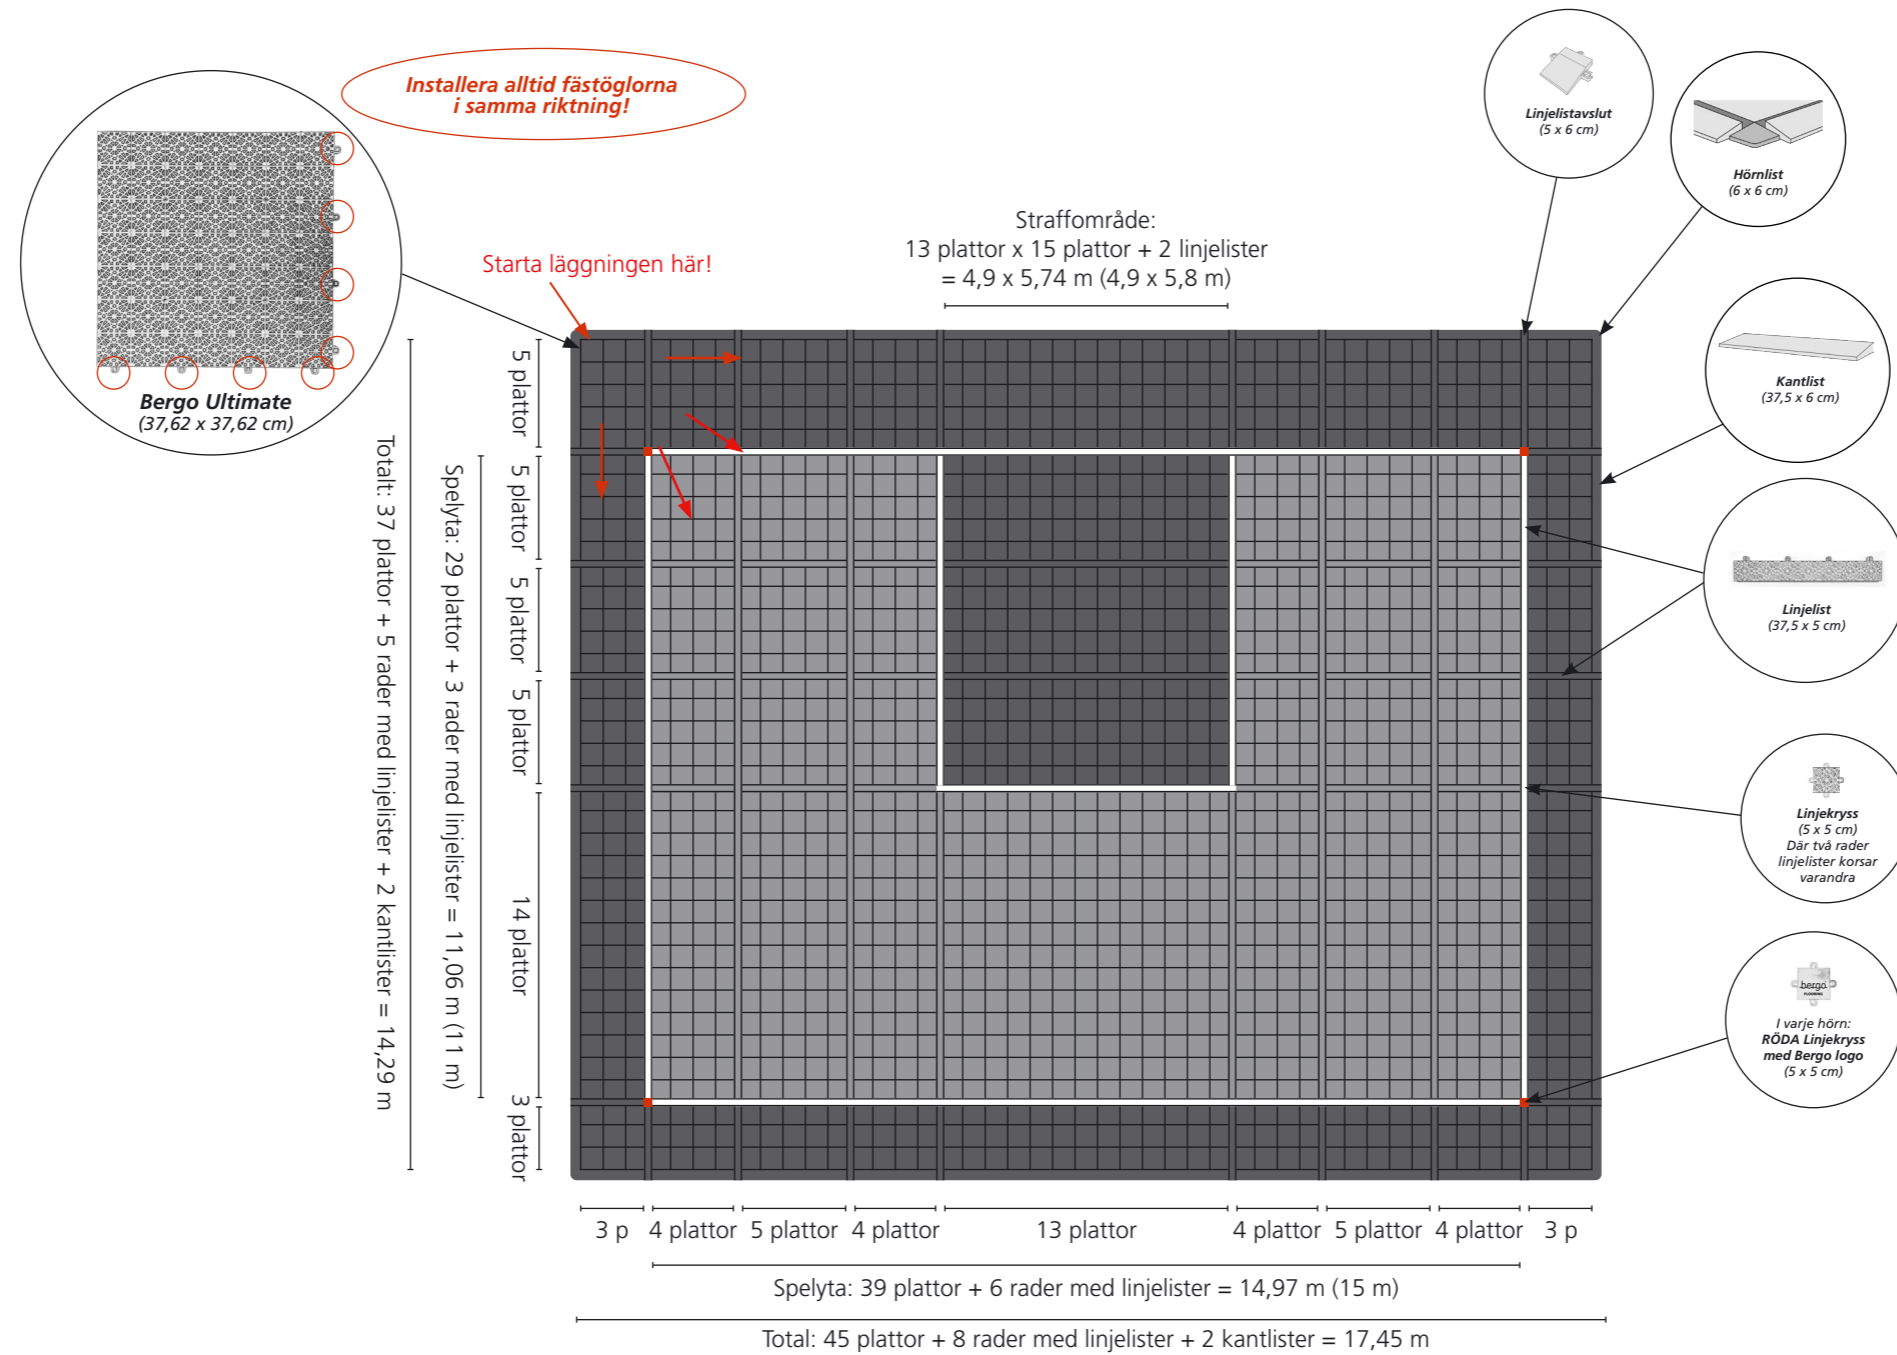 Installera alltid fästöglorna
i samma riktning!
Bergo Ultimate
(37,62 x 37,62 cm)
Starta läggningen här!
Straffområde:
13 plattor x 15 plattor + 2 linjelister
= 4,9 x 5,74 m (4,9 x 5,8 m)
Linjelistavslut
(5 x 6 cm)
Hörnlist
(6 x 6 cm)
Kantlist
(37,5 x 6 cm)
Linjelist
(37,5 x 5 cm)
Linjekryss
(5 x 5 cm)
Där två rader
linjelister korsar
varandra
bergo
FLOORING
I varje hörn:
RÖDA Linjekryss
med Bergo logo
(5 x 5 cm)
Totalt: 37 plattor + 5 rader med linjelister + 2 kantlister = 14,29 m
Spelyta: 29 plattor + 3 rader med linjelister = 11,06 m (11 m)
5 plattor
5 plattor
5 plattor
5 plattor
14 plattor
3 plattor
3 p
4 plattor
5 plattor
4 plattor
13 plattor
4 plattor
5 plattor
4 plattor
3 p
Spelyta: 39 plattor + 6 rader med linjelister = 14,97 m (15 m)
Total: 45 plattor + 8 rader med linjelister + 2 kantlister = 17,45 m